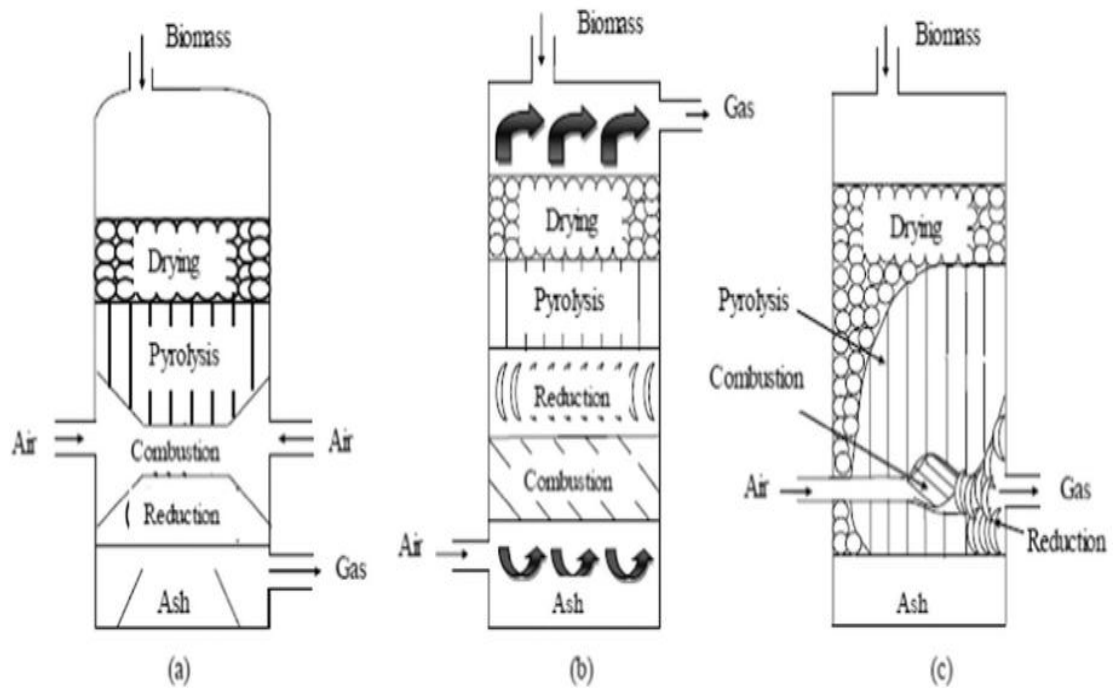 Biomass
Drying
Pyrolysis
Air
Combustion
Air
Reduction
Gas
Ash
(a)
Biomass
Gas
Drying
Pyrolysis
Reduction
Combustion
Air
Ash
(b)
Biomass
Drying
Pyrolysis
Combustion
Air
Gas
Reduction
Ash
(c)